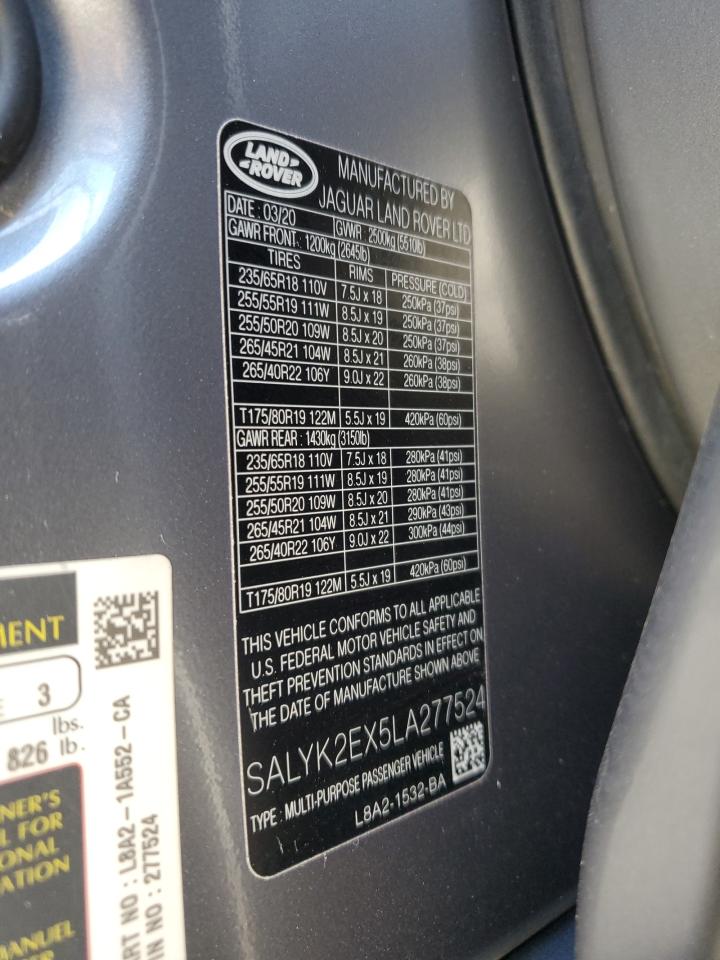 LAND-
-ROVER
MANUFACTURED BY
JAGUAR LAND ROVER LTD
DATE : 03/20 GVWR : 2500kg (5510lb)
GAWR FRONT: 1200kg (2645lb)
TIRES RIMS PRESSURE (COLD)
235/65R18 110V 7.5J x 18 250kPa (37psi)
255/55R19 111W 8.5J x 19 250kPa (37psi)
255/50R20 109W 8.5J x 20 250kPa (37psi)
265/45R21 104W 8.5J x 21 260kPa (38psi)
265/40R22 106Y 9.0J x 22 260kPa (38psi)
T175/80R19 122M 5.5J x 19 420kPa (60psi)
GAWR REAR : 1430kg (3150lb)
235/65R18 110V 7.5J x 18 280kPa (41psi)
255/55R19 111W 8.5J x 19 280kPa (41psi)
255/50R20 109W 8.5J x 20 280kPa (41psi)
265/45R21 104W 8.5J x 21 290kPa (43psi)
265/40R22 106Y 9.0J x 22 300kPa (44psi)
T175/80R19 122M 5.5J x 19 420kPa (60psi)
THIS VEHICLE CONFORMS TO ALL APPLICABLE
U.S. FEDERAL MOTOR VEHICLE SAFETY AND
THEFT PREVENTION STANDARDS IN EFFECT ON
THE DATE OF MANUFACTURE SHOWN ABOVE
SALYK2EX5LA277524
TYPE : MULTI-PURPOSE PASSENGER VEHICLE
L8A2-1532-BA
MENT
E 3
lbs.
826 lb.
NER'S
L FOR
ONAL
ATION
MANUEL
ART NO : L8A2-1A552-CA
IN NO : 277524